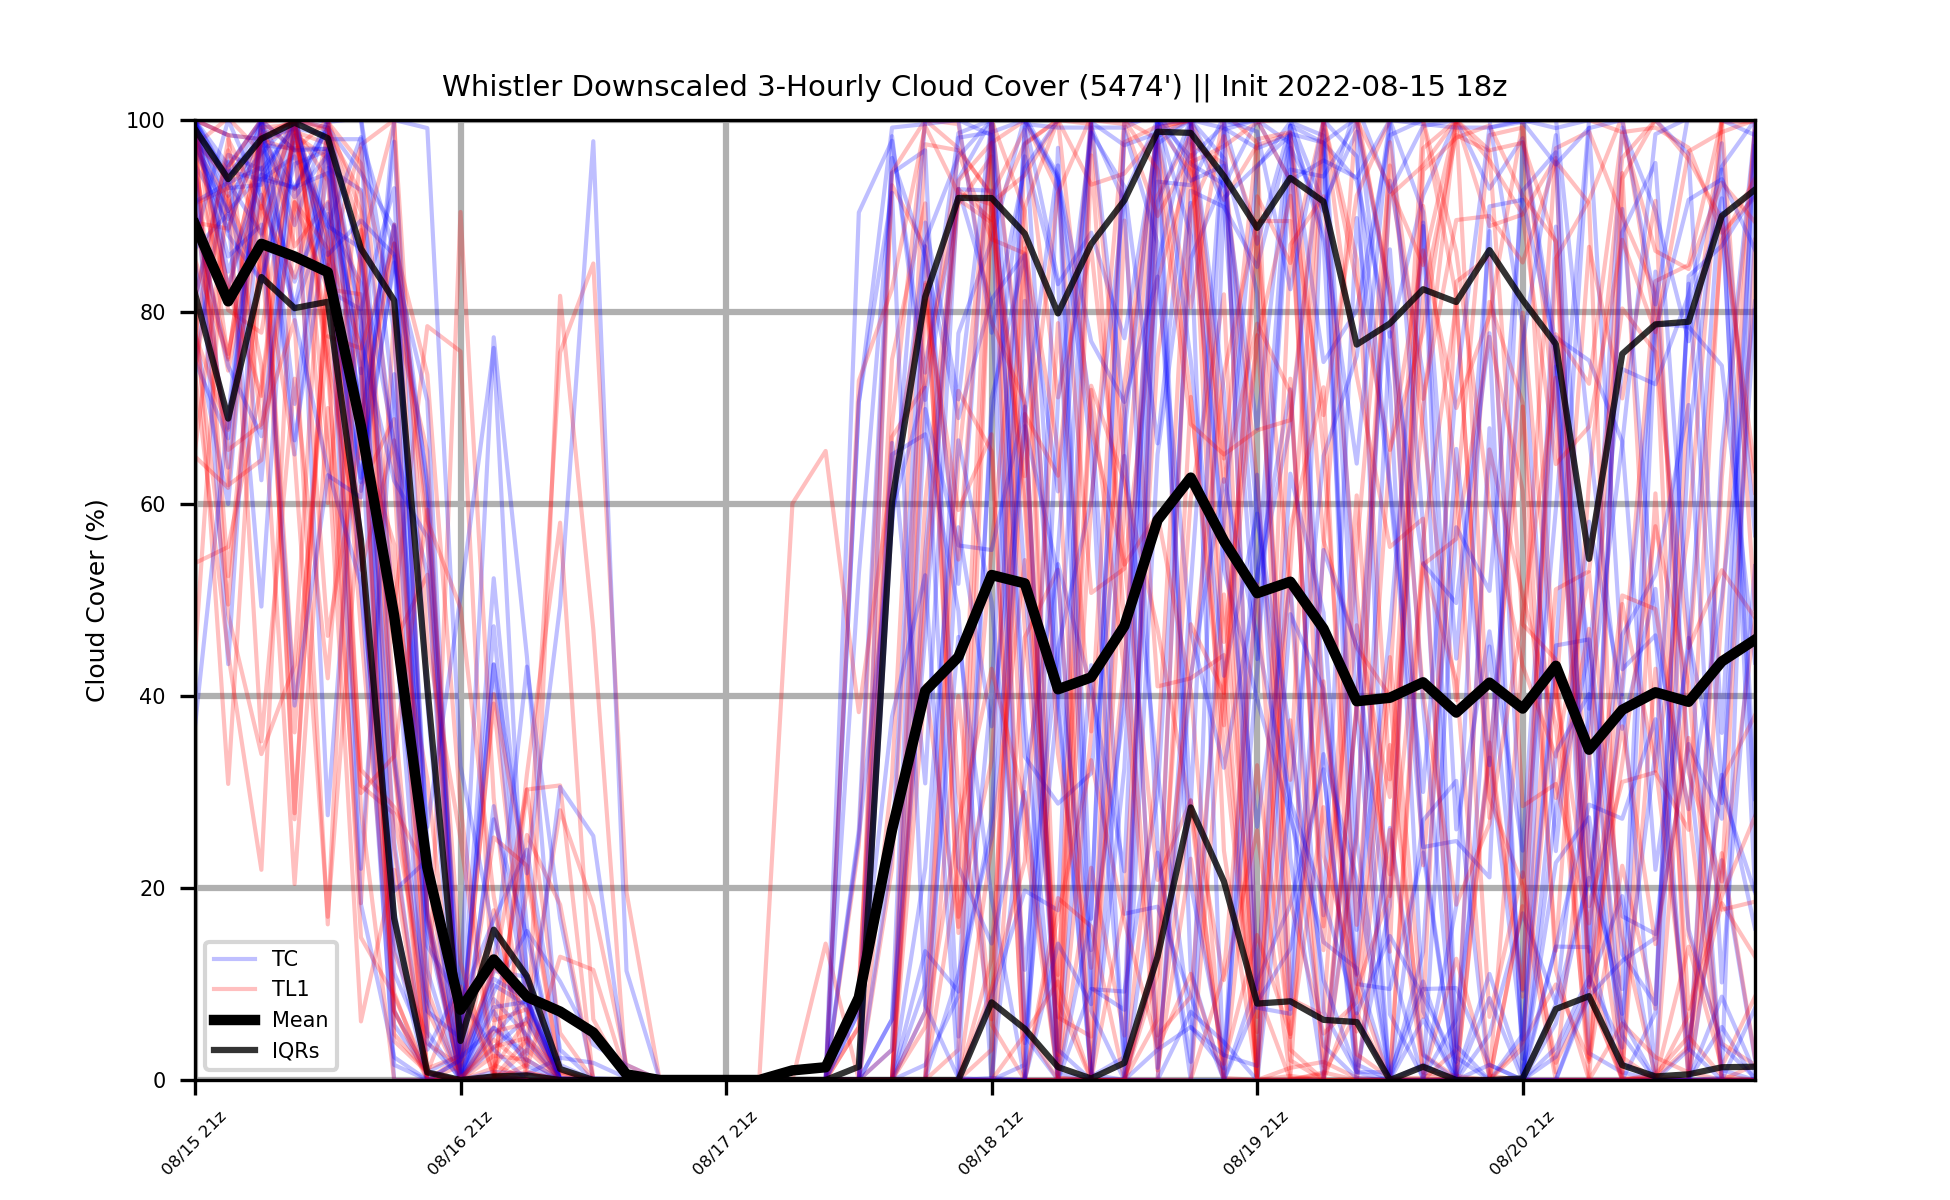 Whistler Downscaled 3-Hourly Cloud Cover (5474') || Init 2022-08-15 18z
Cloud Cover (%)
100
80
60
40
20
0
TC
TL1
Mean
IQRs
08/15 21z
08/16 21z
08/17 21z
08/18 21z
08/19 21z
08/20 21z